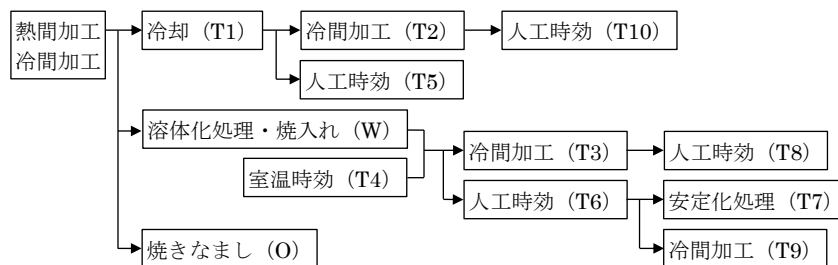 熱間加工
冷間加工
冷却（T1）
冷間加工（T2）
人工時効（T10）
人工時効（T5）
溶体化処理・焼入れ（W）
室温時効（T4）
冷間加工（T3）
人工時効（T8）
人工時効（T6）
安定化処理（T7）
冷間加工（T9）
焼きなまし（O）